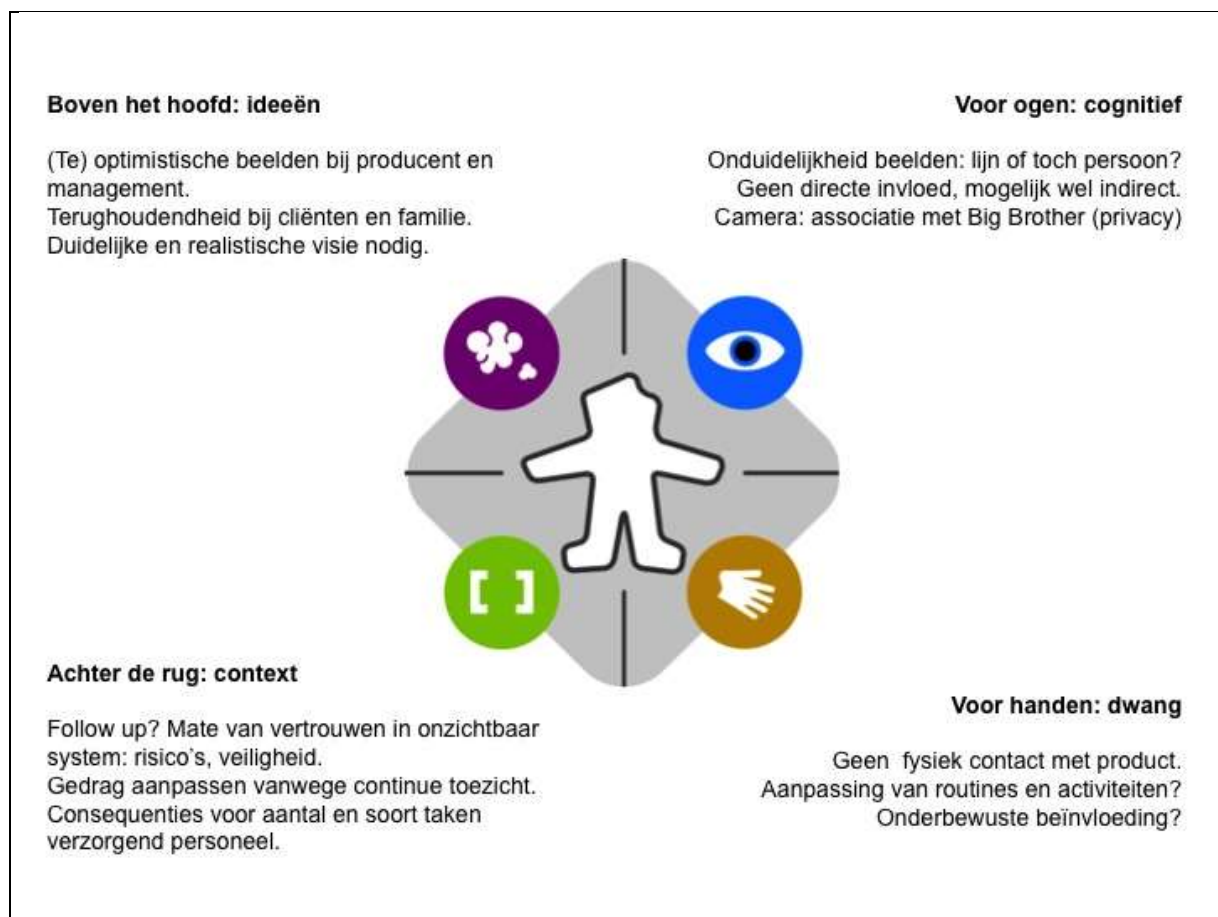 Boven het hoofd: ideeën
(Te) optimistische beelden bij producent en
management.
Terughoudendheid bij cliënten en familie.
Duidelijke en realistische visie nodig.
Voor ogen: cognitief
Onduidelijkheid beelden: lijn of toch persoon?
Geen directe invloed, mogelijk wel indirect.
Camera: associatie met Big Brother (privacy)
Achter de rug: context
Follow up? Mate van vertrouwen in onzichtbaar
system: risico`s, veiligheid.
Gedrag aanpassen vanwege continue toezicht.
Consequenties voor aantal en soort taken
verzorgend personeel.
Voor handen: dwang
Geen fysiek contact met product.
Aanpassing van routines en activiteiten?
Onderbewuste beïnvloeding?